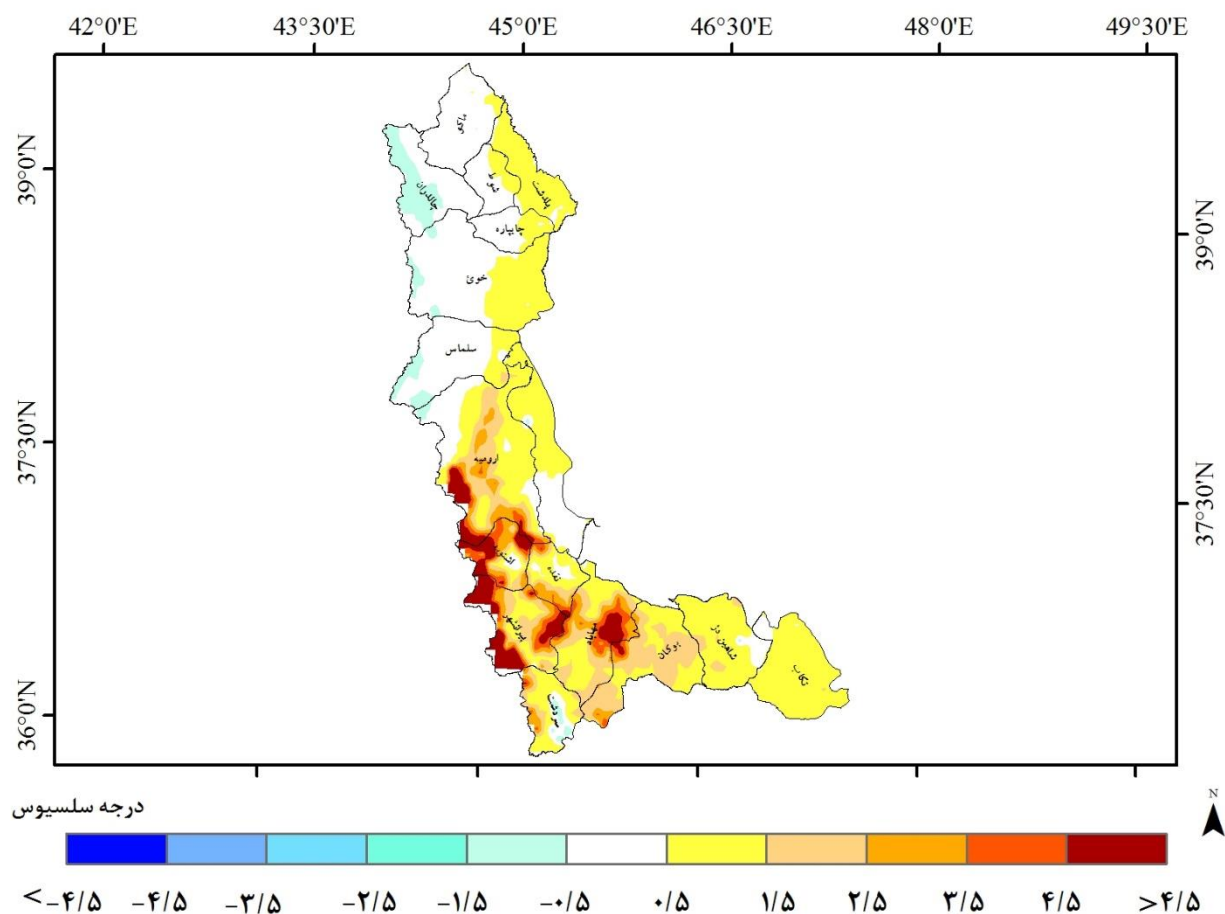 42°0'E 43°30'E 45°0'E 46°30'E 48°0'E 49°30'E
39°0'N
39°0'N
37°30'N
37°30'N
36°0'N
ماکو
شوط
پلدشت
چالدران
چایپاره
خوئ
سلماس
ارومیه
اشنویه
نقده
پیرانشهر
مهاباد
بوکان
شاهین دژ
تکاب
سردشت
درجه سلسیوس
N
<-۴/۵ -۴/۵ -۳/۵ -۲/۵ -۱/۵ -۰/۵ ۰/۵ ۱/۵ ۲/۵ ۳/۵ ۴/۵ >۴/۵